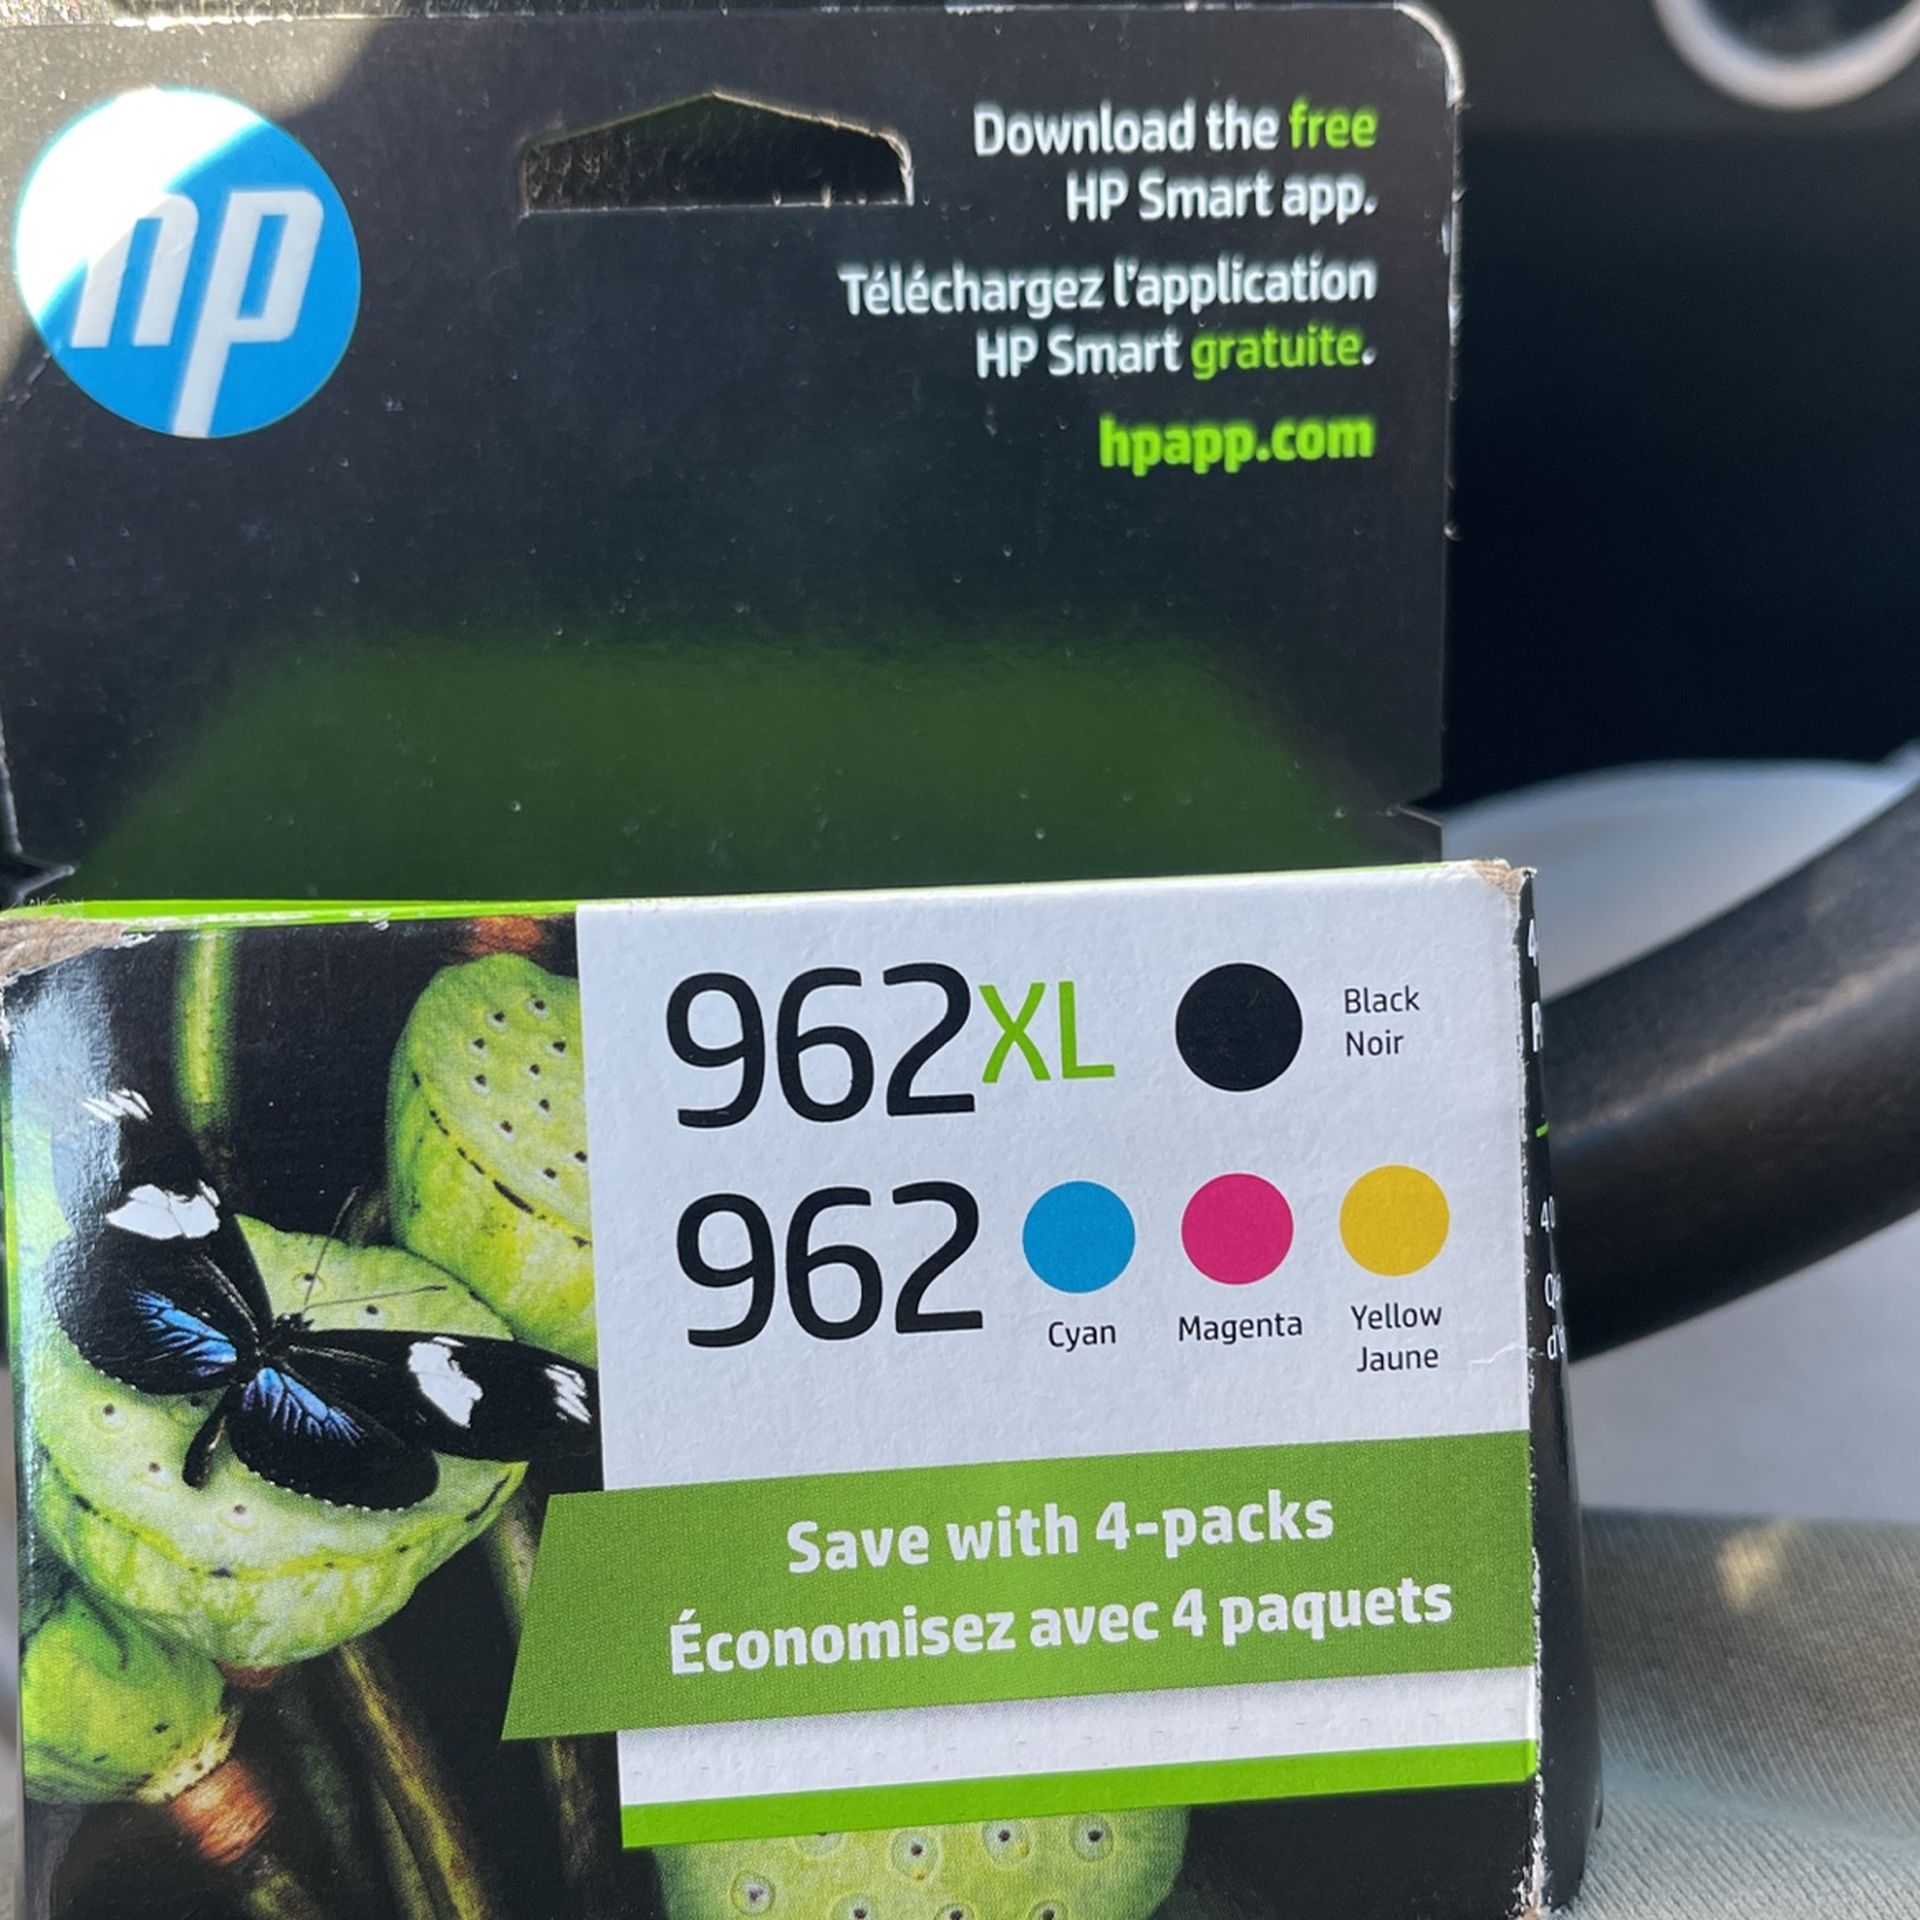 hp
Download the free
HP Smart app.
Téléchargez l'application
HP Smart gratuite.
hpapp.com
962XL
Black
Noir
962
Cyan
Magenta
Yellow
Jaune
Save with 4-packs
Économisez avec 4 paquets